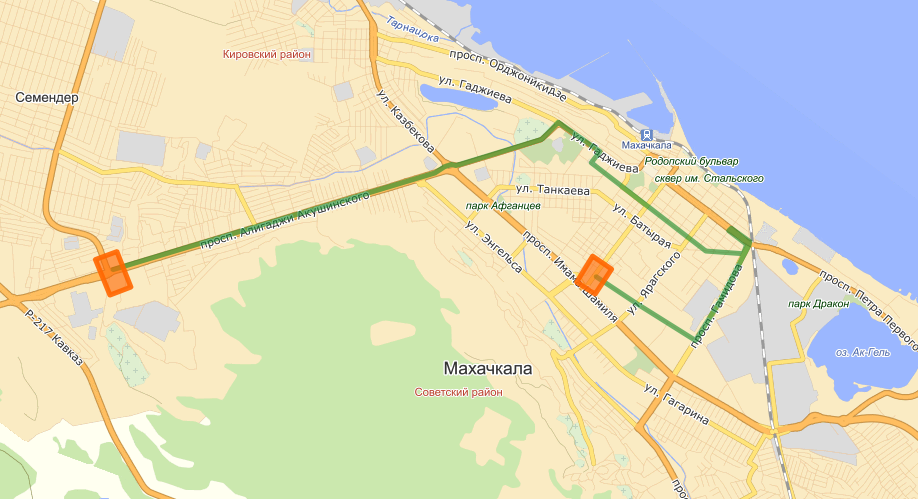 Тарнаирка
Кировский район
просп. Орджоникидзе
ул. Гаджиева
Семендер
ул. Казбекова
Махачкала
ул. Гаджиева
Родопский бульвар
сквер им. Стальского
ул. Танкаева
просп. Алигаджи Акушинского
парк Афганцев
ул. Батырая
ул. Энгельса
просп. Имама Шамиля
ул. Ярагского
просп. Гамидова
просп. Петра Первого
парк Дракон
Р-217 Кавказ
оз. Ак-Гель
Махачкала
Советский район
ул. Гагарина